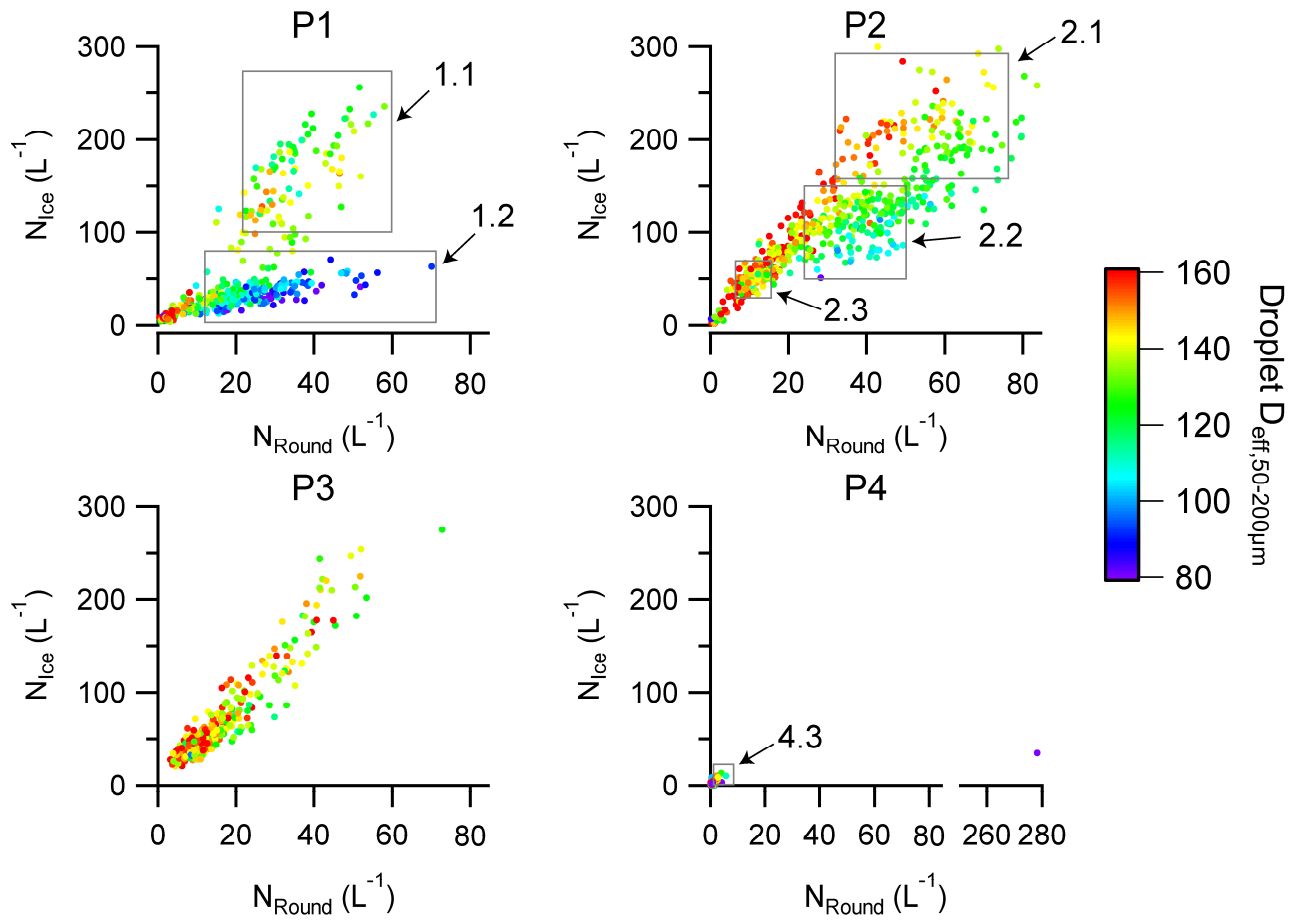 P1
300
200
100
0
N_Ice (L⁻¹)
1.1
1.2
0 20 40 60 80
N_Round (L⁻¹)
P2
300
200
100
0
N_Ice (L⁻¹)
2.1
2.2
2.3
0 20 40 60 80
N_Round (L⁻¹)
160
140
120
100
80
Droplet D_eff,50-200µm
P3
300
200
100
0
N_Ice (L⁻¹)
0 20 40 60 80
N_Round (L⁻¹)
P4
300
200
100
0
N_Ice (L⁻¹)
4.3
0 20 40 60 80 260 280
N_Round (L⁻¹)